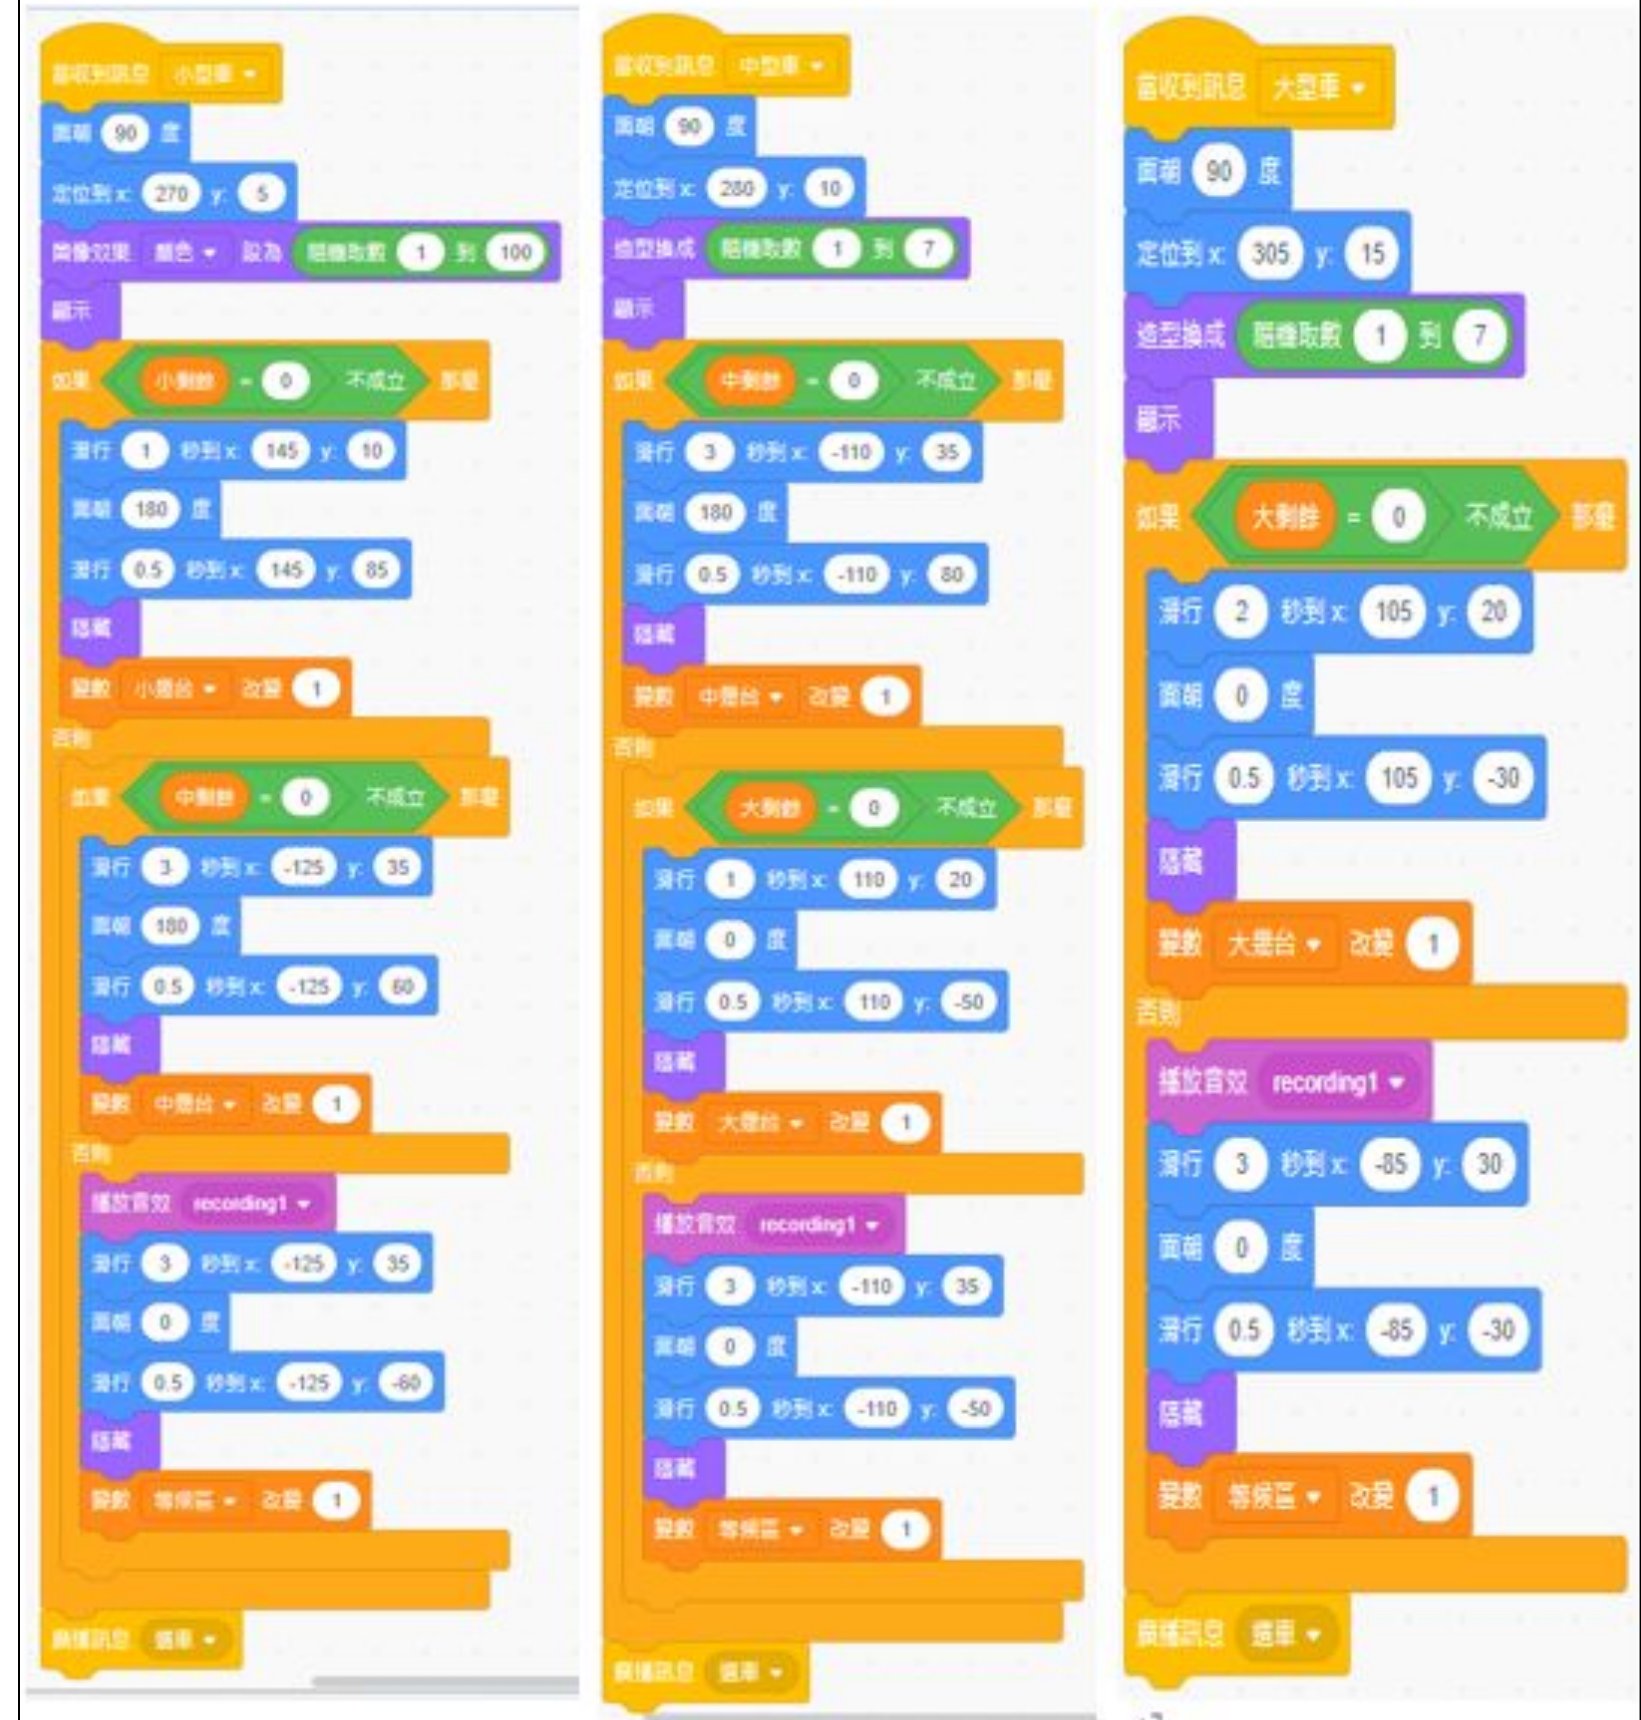 當收到訊息 小型車
面朝 90 度
定位到 x: 270 y: 5
圖像效果 顏色 設為 隨機取數 1 到 100
顯示
如果 小剩餘 = 0 不成立 那麼
滑行 1 秒到 x: 145 y: 10
面朝 180 度
滑行 0.5 秒到 x: 145 y: 85
隱藏
變數 小櫃台 改變 1
否則
如果 中剩餘 = 0 不成立 那麼
滑行 3 秒到 x: -125 y: 35
面朝 180 度
滑行 0.5 秒到 x: -125 y: 60
隱藏
變數 中櫃台 改變 1
否則
播放音效 recording1
滑行 3 秒到 x: -125 y: 35
面朝 0 度
滑行 0.5 秒到 x: -125 y: -60
隱藏
變數 等候區 改變 1
廣播訊息 選車
當收到訊息 中型車
面朝 90 度
定位到 x: 280 y: 10
造型換成 隨機取數 1 到 7
顯示
如果 中剩餘 = 0 不成立 那麼
滑行 3 秒到 x: -110 y: 35
面朝 180 度
滑行 0.5 秒到 x: -110 y: 80
隱藏
變數 中櫃台 改變 1
否則
如果 大剩餘 = 0 不成立 那麼
滑行 1 秒到 x: 110 y: 20
面朝 0 度
滑行 0.5 秒到 x: 110 y: -50
隱藏
變數 大櫃台 改變 1
否則
播放音效 recording1
滑行 3 秒到 x: -110 y: 35
面朝 0 度
滑行 0.5 秒到 x: -110 y: -50
隱藏
變數 等候區 改變 1
廣播訊息 選車
當收到訊息 大型車
面朝 90 度
定位到 x: 305 y: 15
造型換成 隨機取數 1 到 7
顯示
如果 大剩餘 = 0 不成立 那麼
滑行 2 秒到 x: 105 y: 20
面朝 0 度
滑行 0.5 秒到 x: 105 y: -30
隱藏
變數 大櫃台 改變 1
否則
播放音效 recording1
滑行 3 秒到 x: -85 y: 30
面朝 0 度
滑行 0.5 秒到 x: -85 y: -30
隱藏
變數 等候區 改變 1
廣播訊息 選車